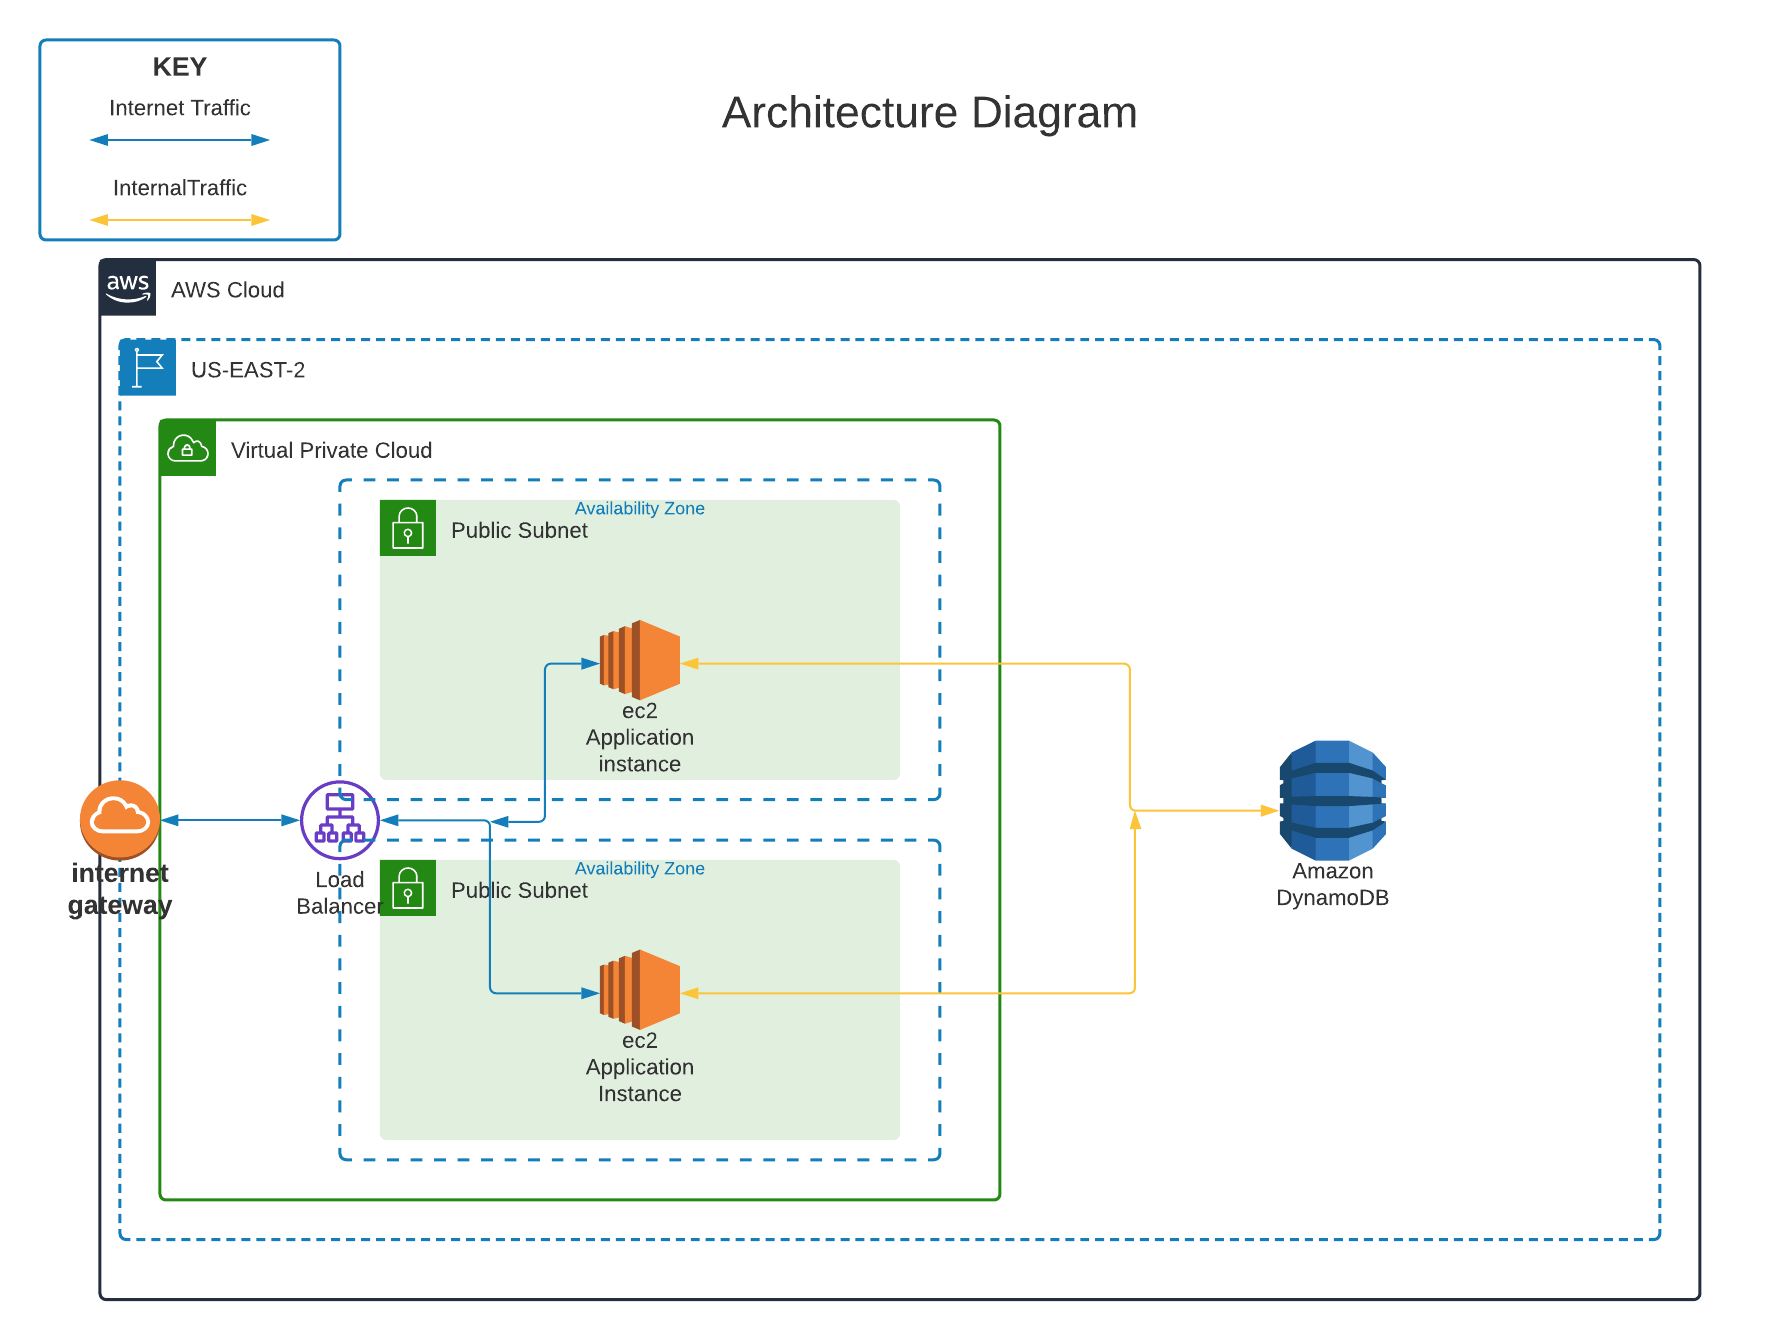 KEY
Internet Traffic
InternalTraffic
Architecture Diagram
aws
AWS Cloud
US-EAST-2
Virtual Private Cloud
Availability Zone
Public Subnet
ec2
Application
instance
internet
gateway
Load
Balancer
Availability Zone
Public Subnet
ec2
Application
Instance
Amazon
DynamoDB